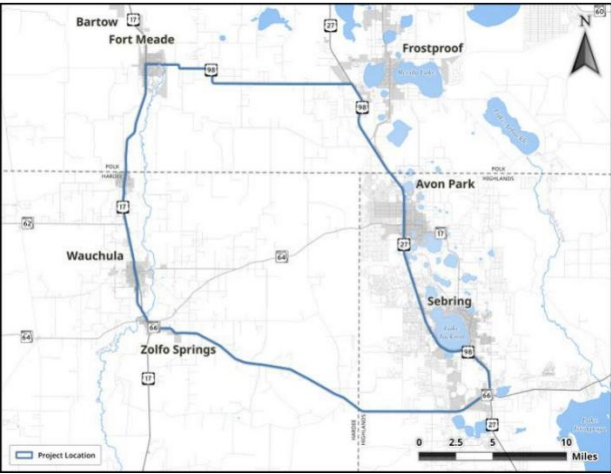 60
17
27
N
Bartow
Fort Meade
Frostproof
98
98
POLK
HARDEE
POLK
HIGHLANDS
Avon Park
17
62
17
27
Wauchula
64
Sebring
64
66
98
Zolfo Springs
17
66
HARDEE
HIGHLANDS
27
Project Location
0 2.5 5 10
Miles